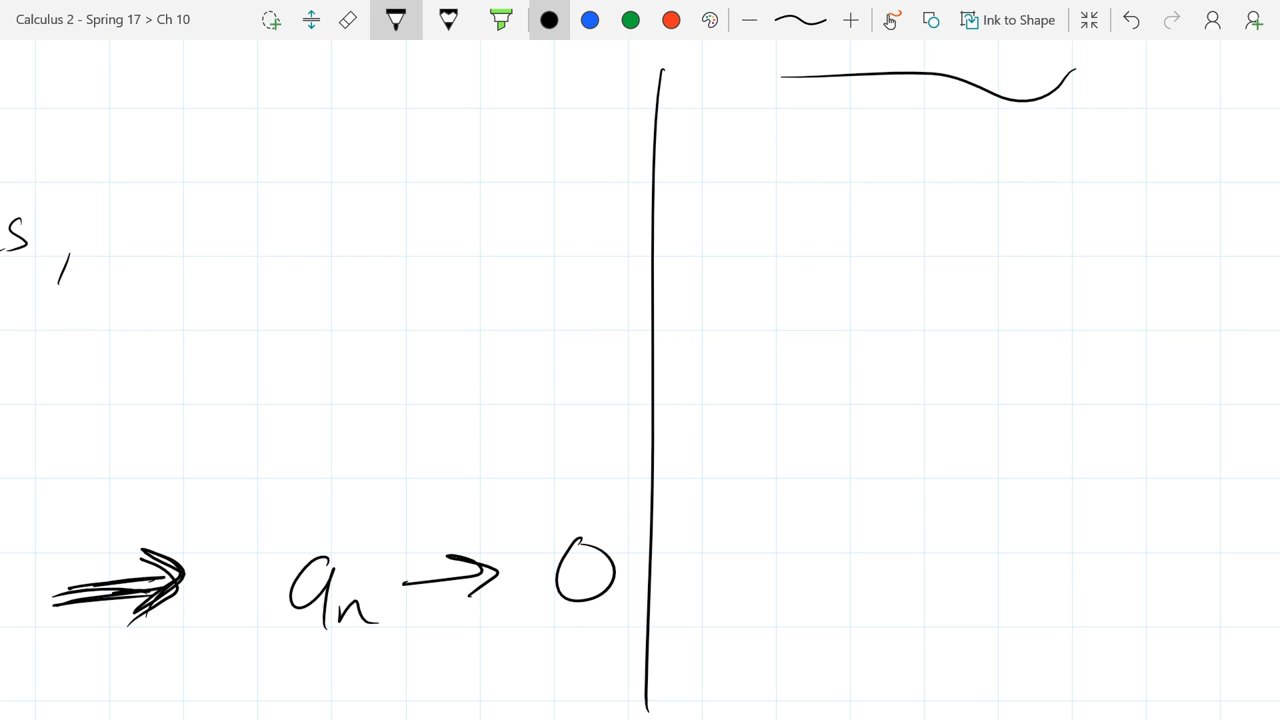 Calculus 2 - Spring 17 > Ch 10
Ink to Shape
s,
⇒ aₙ → 0